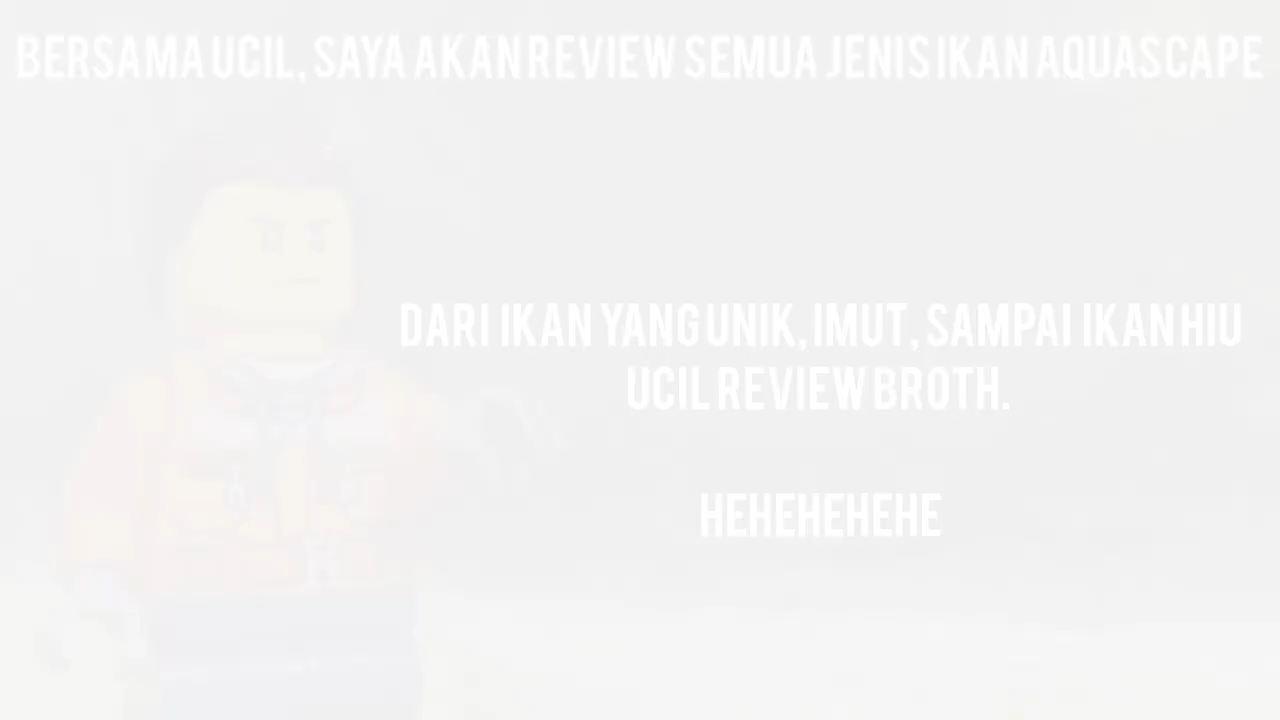 BERSAMA UCIL, SAYA AKAN REVIEW SEMUA JENIS IKAN AQUASCAPE
DARI IKAN YANG UNIK, IMUT, SAMPAI IKAN HIU
UCIL REVIEW BROTH.
HEHEHEHEHE